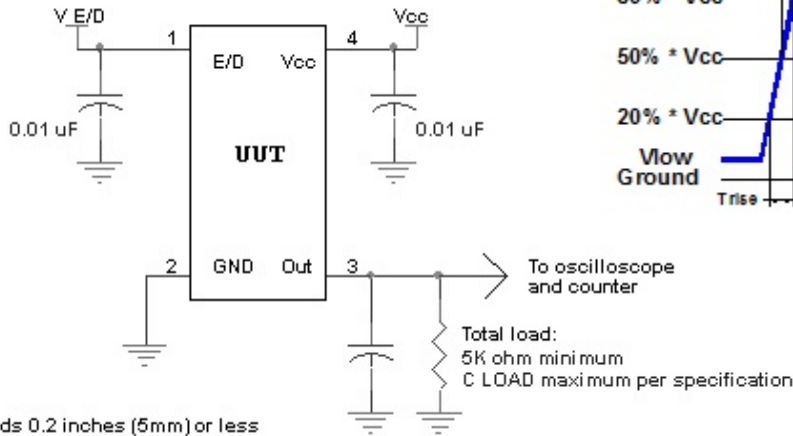 V E/D
Vcc
1
4
E/D
Vcc
0.01 uF
0.01 uF
UUT
2
GND
Out
3
To oscilloscope
and counter
Total load:
5K ohm minimum
C LOAD maximum per specification
0.2 inches (5mm) or less
* Vcc
50% * Vcc
20% * Vcc
Vlow
Ground
Trise